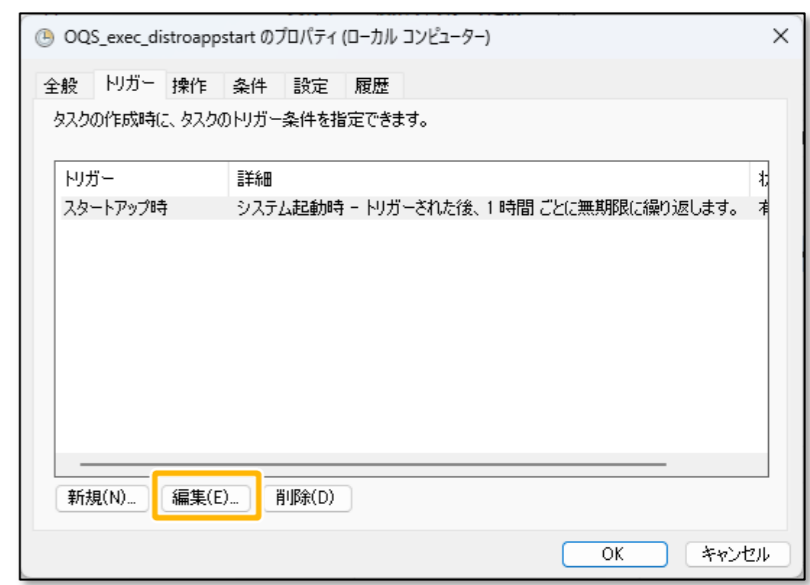 OQS_exec_distroappstart のプロパティ (ローカル コンピューター)
全般 トリガー 操作 条件 設定 履歴
タスクの作成時に、タスクのトリガー条件を指定できます。
トリガー 詳細
スタートアップ時 システム起動時 - トリガーされた後、1 時間 ごとに無期限に繰り返します。
新規(N)... 編集(E)... 削除(D)
OK キャンセル